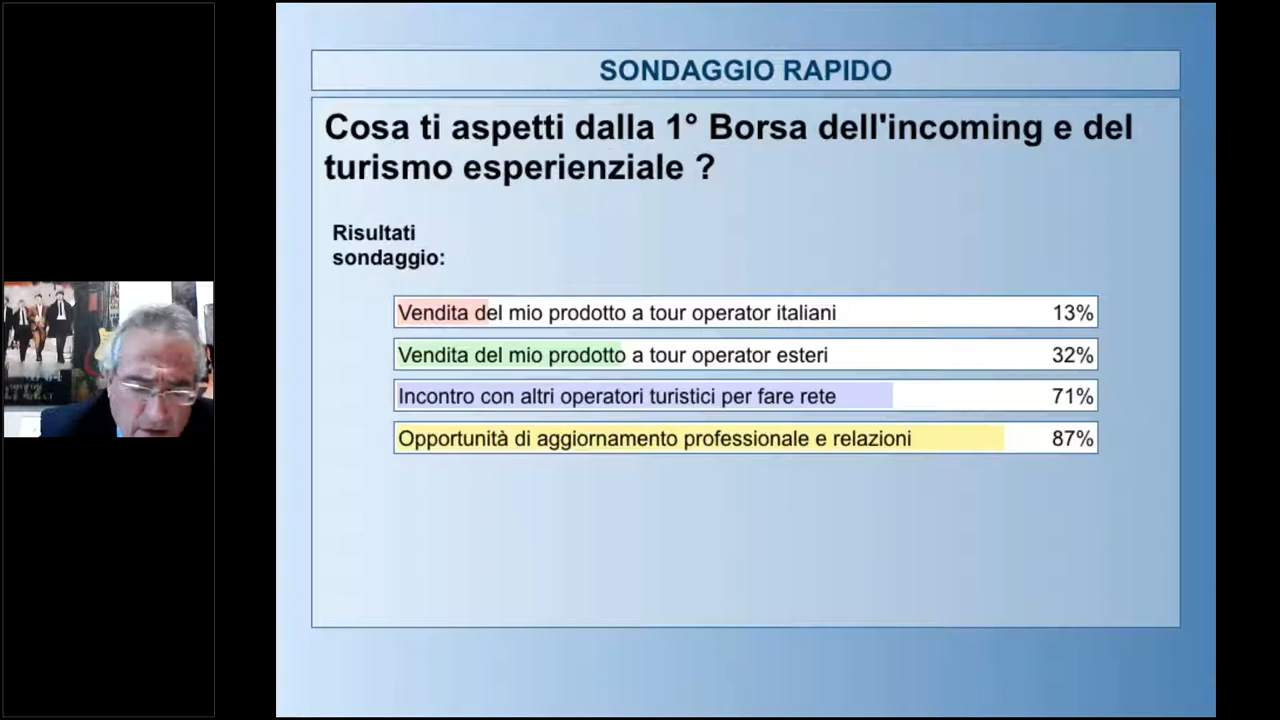 SONDAGGIO RAPIDO
Cosa ti aspetti dalla 1° Borsa dell'incoming e del
turismo esperienziale ?
Risultati
sondaggio:
Vendita del mio prodotto a tour operator italiani 13%
Vendita del mio prodotto a tour operator esteri 32%
Incontro con altri operatori turistici per fare rete 71%
Opportunità di aggiornamento professionale e relazioni 87%